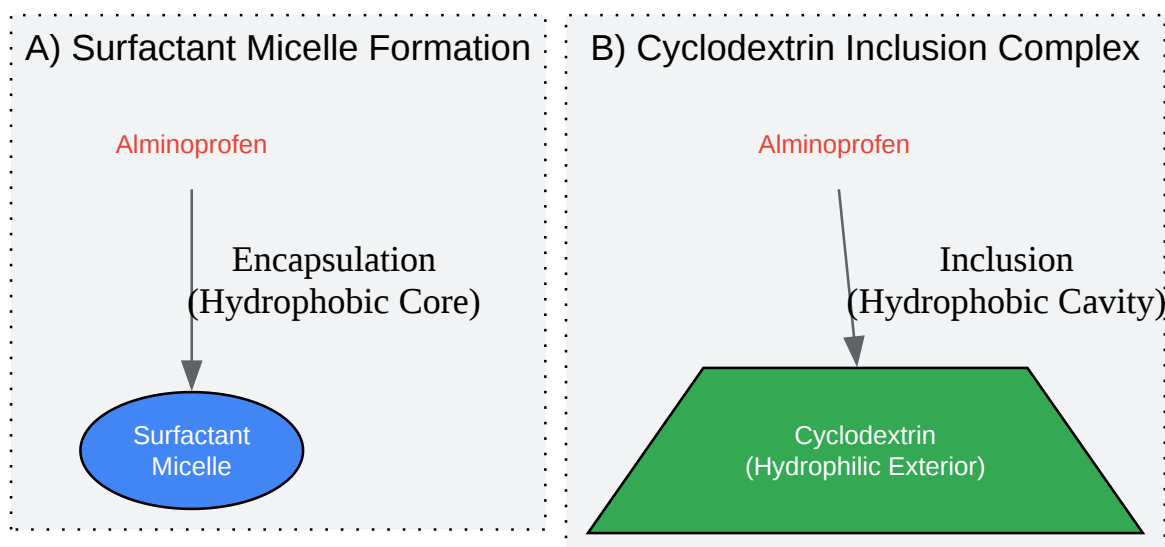 A) Surfactant Micelle Formation
Alminoprofen
Encapsulation
(Hydrophobic Core)
Surfactant
Micelle
B) Cyclodextrin Inclusion Complex
Alminoprofen
Inclusion
(Hydrophobic Cavity)
Cyclodextrin
(Hydrophilic Exterior)